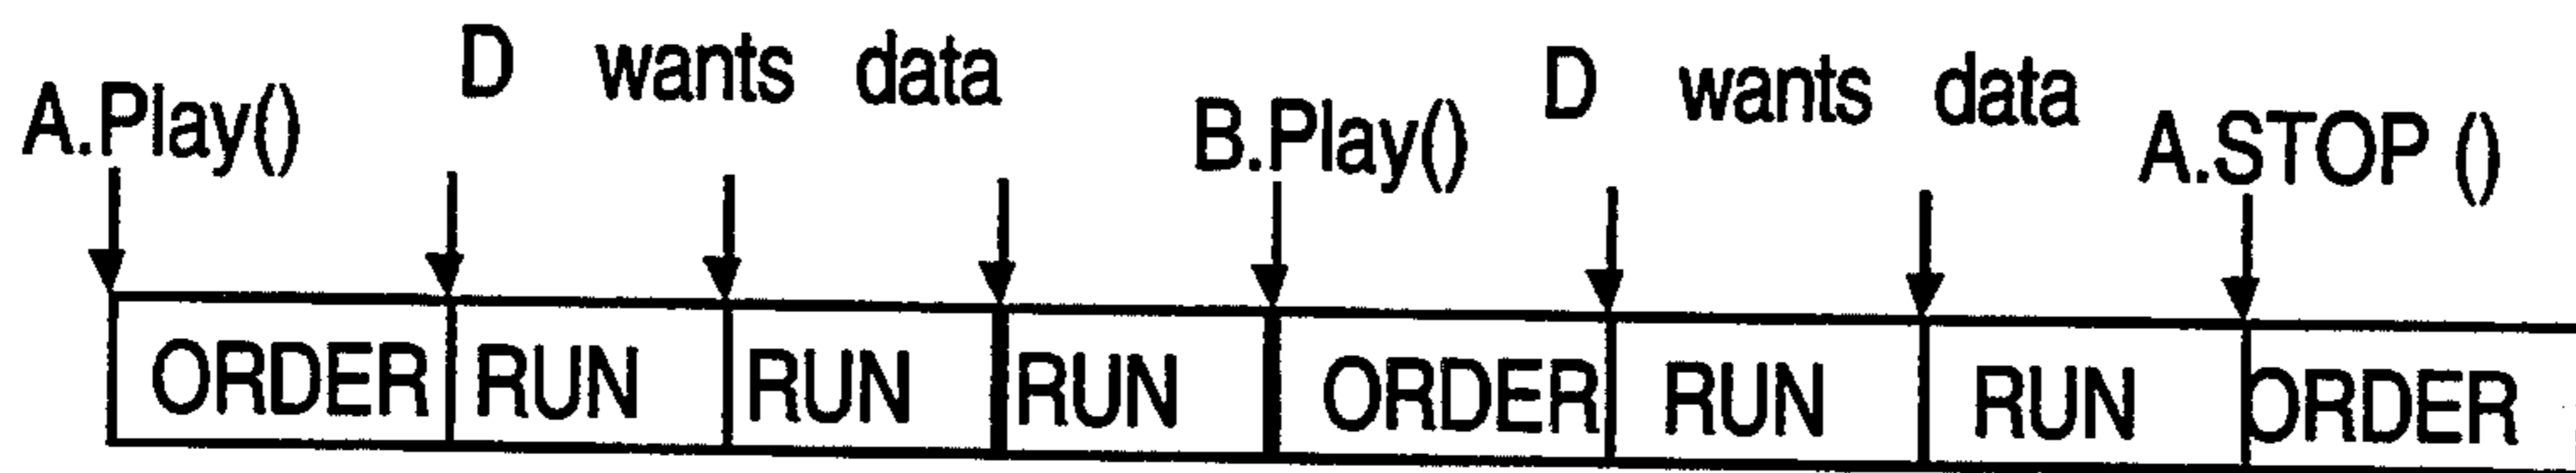 A.Play() D wants data B.Play() D wants data A.STOP ()
ORDER RUN RUN RUN ORDER RUN RUN ORDER